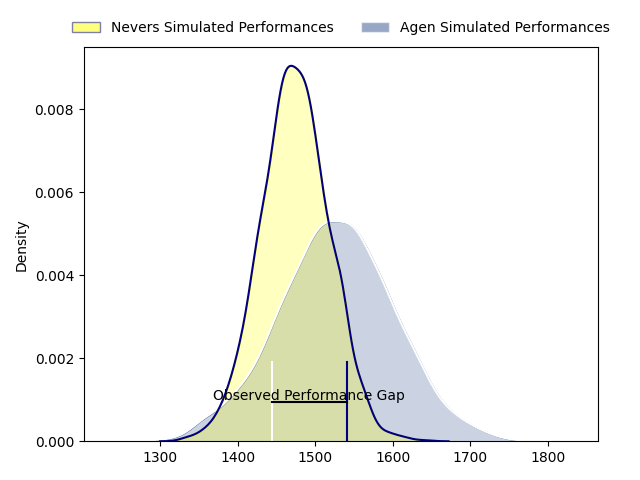 Nevers Simulated Performances
Agen Simulated Performances
Density
0.008
0.006
0.004
0.002
0.000
Observed Performance Gap
1300 1400 1500 1600 1700 1800